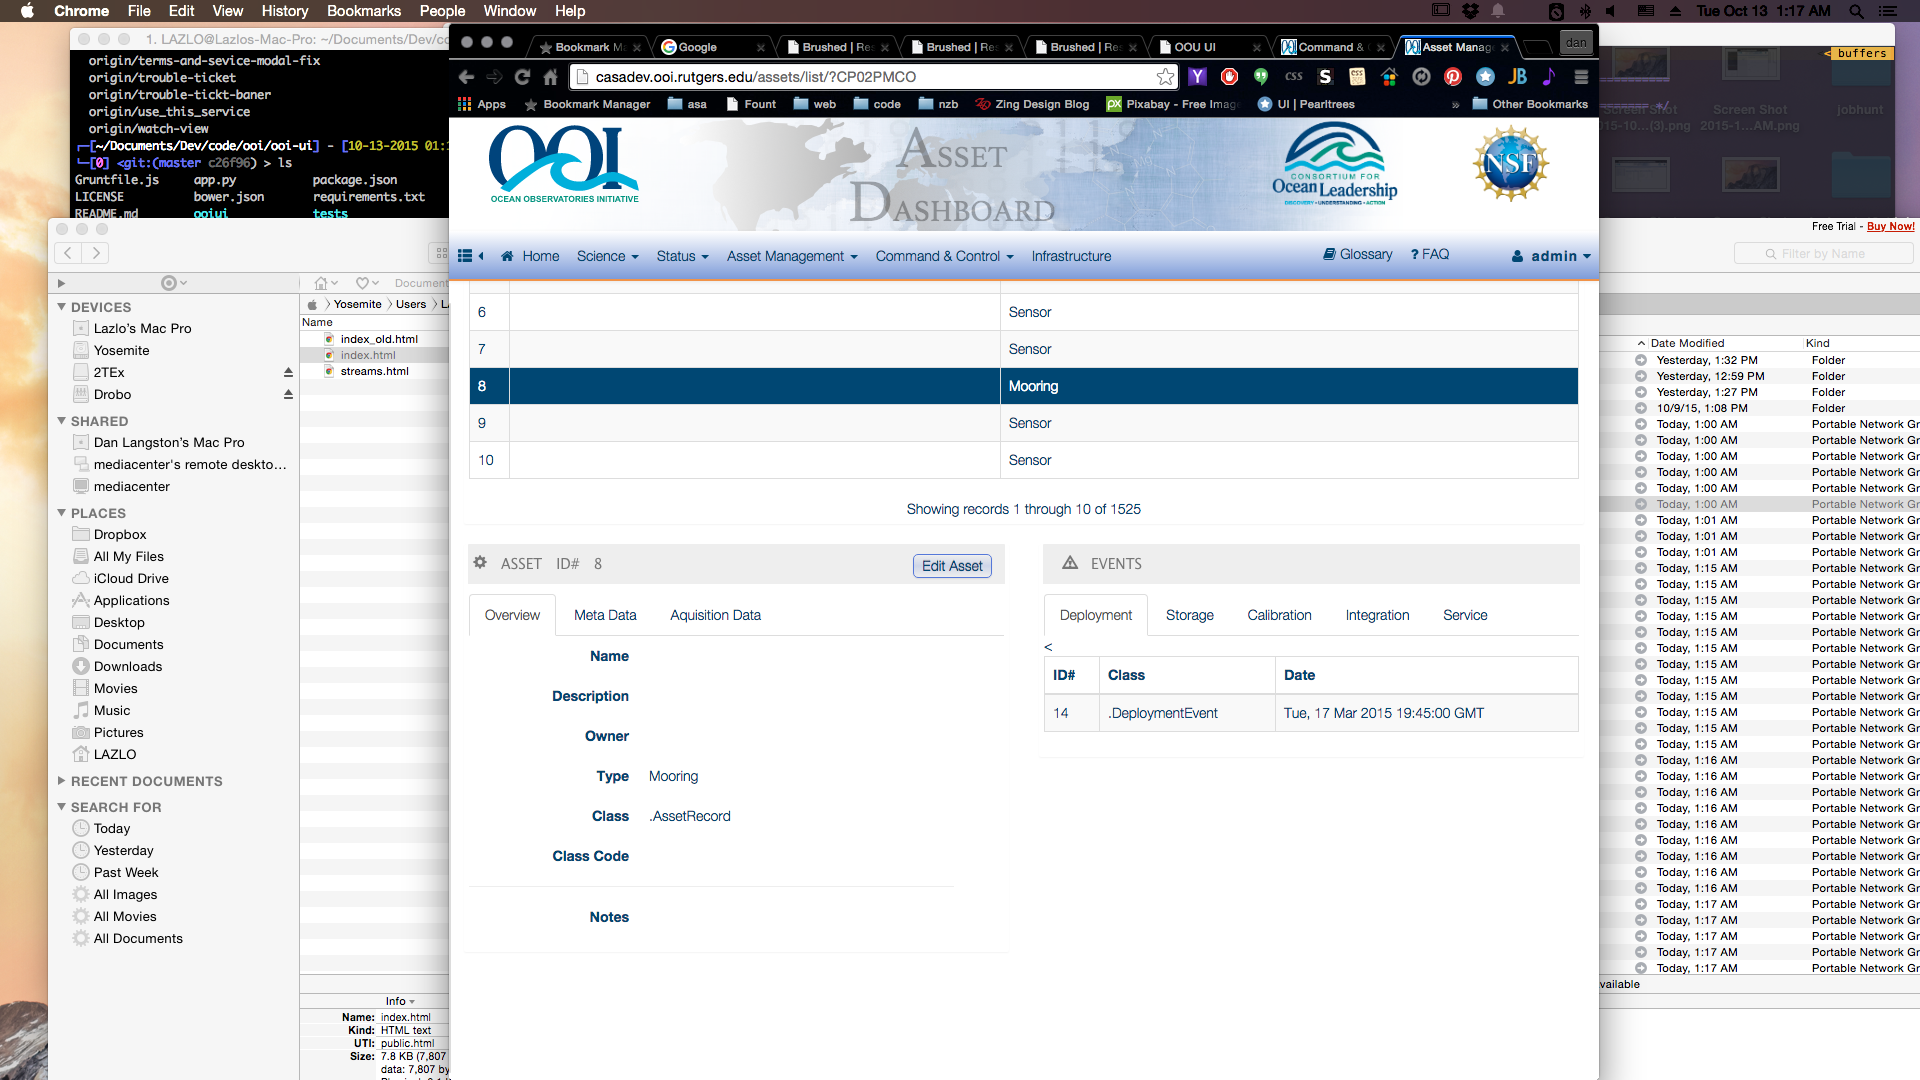 Chrome File Edit View History Bookmarks People Window Help
Tue Oct 13 1:17 AM
1. LAZLO@Lazlos-Mac-Pro: ~/Documents/Dev/co
origin/terms-and-sevice-modal-fix
origin/trouble-ticket
origin/trouble-tickt-baner
origin/use_this_service
origin/watch-view
[~/Documents/Dev/code/ooi/ooi-ui] - [10-13-2015 01:1
[0] <git:(master c26f96) > ls
Gruntfile.js app.py package.json
LICENSE bower.json requirements.txt
README.md ooiui tests
Bookmark M Google Brushed | Re Brushed | Re Brushed | Re OOU UI Command & Asset Manag dan
casadev.ooi.rutgers.edu/assets/list/?CP02PMCO
Apps Bookmark Manager asa Fount web code nzb Zing Design Blog Pixabay - Free Imag UI | Pearltrees » Other Bookmarks
buffers
Screen Shot 2015-10...(3).png
Screen Shot 2015-1...AM.png
jobhunt
OOI
OCEAN OBSERVATORIES INITIATIVE
ASSET
DASHBOARD
CONSORTIUM FOR
Ocean Leadership
DISCOVERY • UNDERSTANDING • ACTION
NSF
Home Science Status Asset Management Command & Control Infrastructure Glossary ? FAQ admin
6 Sensor
7 Sensor
8 Mooring
9 Sensor
10 Sensor
Showing records 1 through 10 of 1525
ASSET ID# 8 Edit Asset
Overview Meta Data Aquisition Data
Name
Description
Owner
Type Mooring
Class .AssetRecord
Class Code
Notes
EVENTS
Deployment Storage Calibration Integration Service
<
ID# Class Date
14 .DeploymentEvent Tue, 17 Mar 2015 19:45:00 GMT
DEVICES
Lazlo's Mac Pro
Yosemite
2TEx
Drobo
SHARED
Dan Langston's Mac Pro
mediacenter's remote deskto...
mediacenter
PLACES
Dropbox
All My Files
iCloud Drive
Applications
Desktop
Documents
Downloads
Movies
Music
Pictures
LAZLO
RECENT DOCUMENTS
SEARCH FOR
Today
Yesterday
Past Week
All Images
All Movies
All Documents
Document
Yosemite Users L
Name
index_old.html
index.html
streams.html
Info
Name: index.html
Kind: HTML text
UTI: public.html
Size: 7.8 KB (7,807
data: 7,807 by
Free Trial - Buy Now!
Filter by Name
Date Modified Kind
Yesterday, 1:32 PM Folder
Yesterday, 12:59 PM Folder
Yesterday, 1:27 PM Folder
10/9/15, 1:08 PM Folder
Today, 1:00 AM Portable Network Gr
Today, 1:00 AM Portable Network Gr
Today, 1:00 AM Portable Network Gr
Today, 1:00 AM Portable Network Gr
Today, 1:00 AM Portable Network Gr
Today, 1:00 AM Portable Network Gr
Today, 1:01 AM Portable Network Gr
Today, 1:01 AM Portable Network Gr
Today, 1:01 AM Portable Network Gr
Today, 1:15 AM Portable Network Gr
Today, 1:15 AM Portable Network Gr
Today, 1:15 AM Portable Network Gr
Today, 1:15 AM Portable Network Gr
Today, 1:15 AM Portable Network Gr
Today, 1:15 AM Portable Network Gr
Today, 1:15 AM Portable Network Gr
Today, 1:15 AM Portable Network Gr
Today, 1:15 AM Portable Network Gr
Today, 1:15 AM Portable Network Gr
Today, 1:15 AM Portable Network Gr
Today, 1:15 AM Portable Network Gr
Today, 1:16 AM Portable Network Gr
Today, 1:16 AM Portable Network Gr
Today, 1:16 AM Portable Network Gr
Today, 1:16 AM Portable Network Gr
Today, 1:16 AM Portable Network Gr
Today, 1:16 AM Portable Network Gr
Today, 1:16 AM Portable Network Gr
Today, 1:16 AM Portable Network Gr
Today, 1:16 AM Portable Network Gr
Today, 1:17 AM Portable Network Gr
Today, 1:17 AM Portable Network Gr
Today, 1:17 AM Portable Network Gr
Today, 1:17 AM Portable Network Gr
Today, 1:17 AM Portable Network Gr
vailable